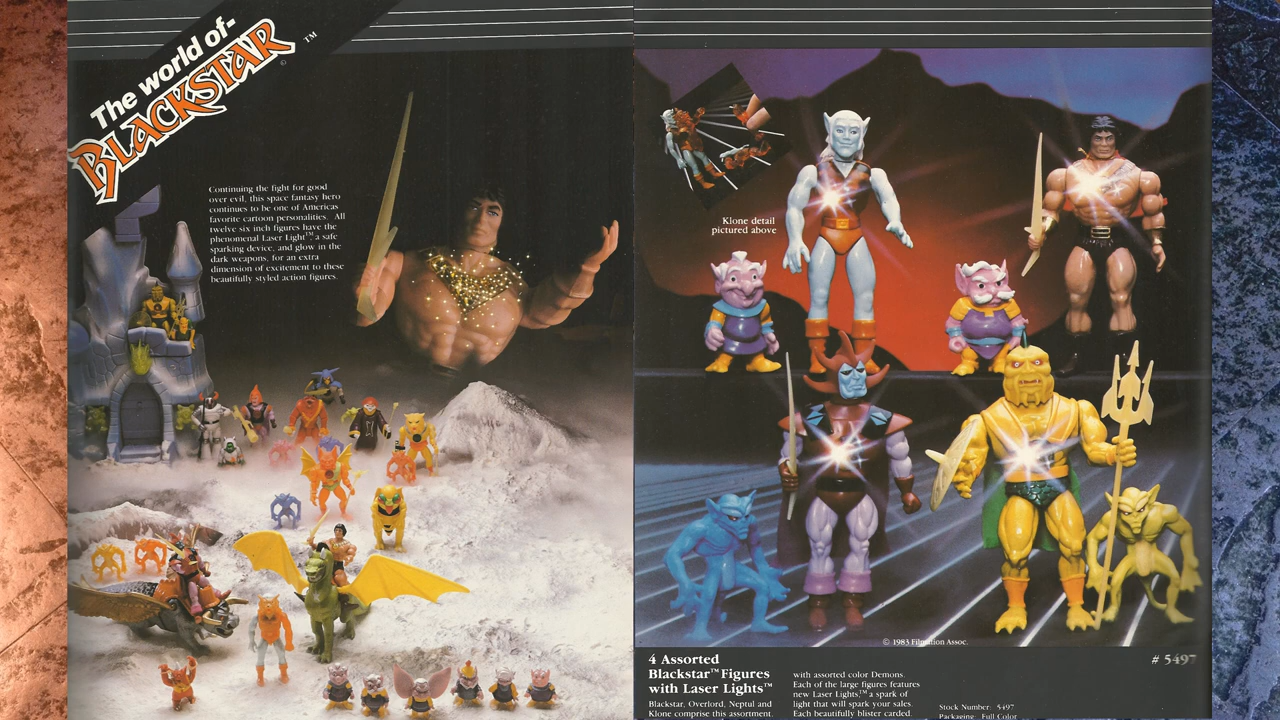 The world of-
BLACKSTAR™
©
Continuing the fight for good
over evil, this space fantasy hero
continues to be one of Americas
favorite cartoon personalities. All
twelve six inch figures have the
phenomenal Laser Light™, a safe
sparking device, and glow in the
dark weapons, for an extra
dimension of excitement to these
beautifully styled action figures.
Klone detail
pictured above
© 1983 Filmation Assoc.
4 Assorted
Blackstar™ Figures
with Laser Lights™
Blackstar, Overlord, Neptul and
Klone comprise this assortment.
with assorted color Demons.
Each of the large figures features
new Laser Lights,™ a spark of
light that will spark your sales.
Each beautifully blister carded.
# 5497
Stock Number: 5497
Packaging: Full Color